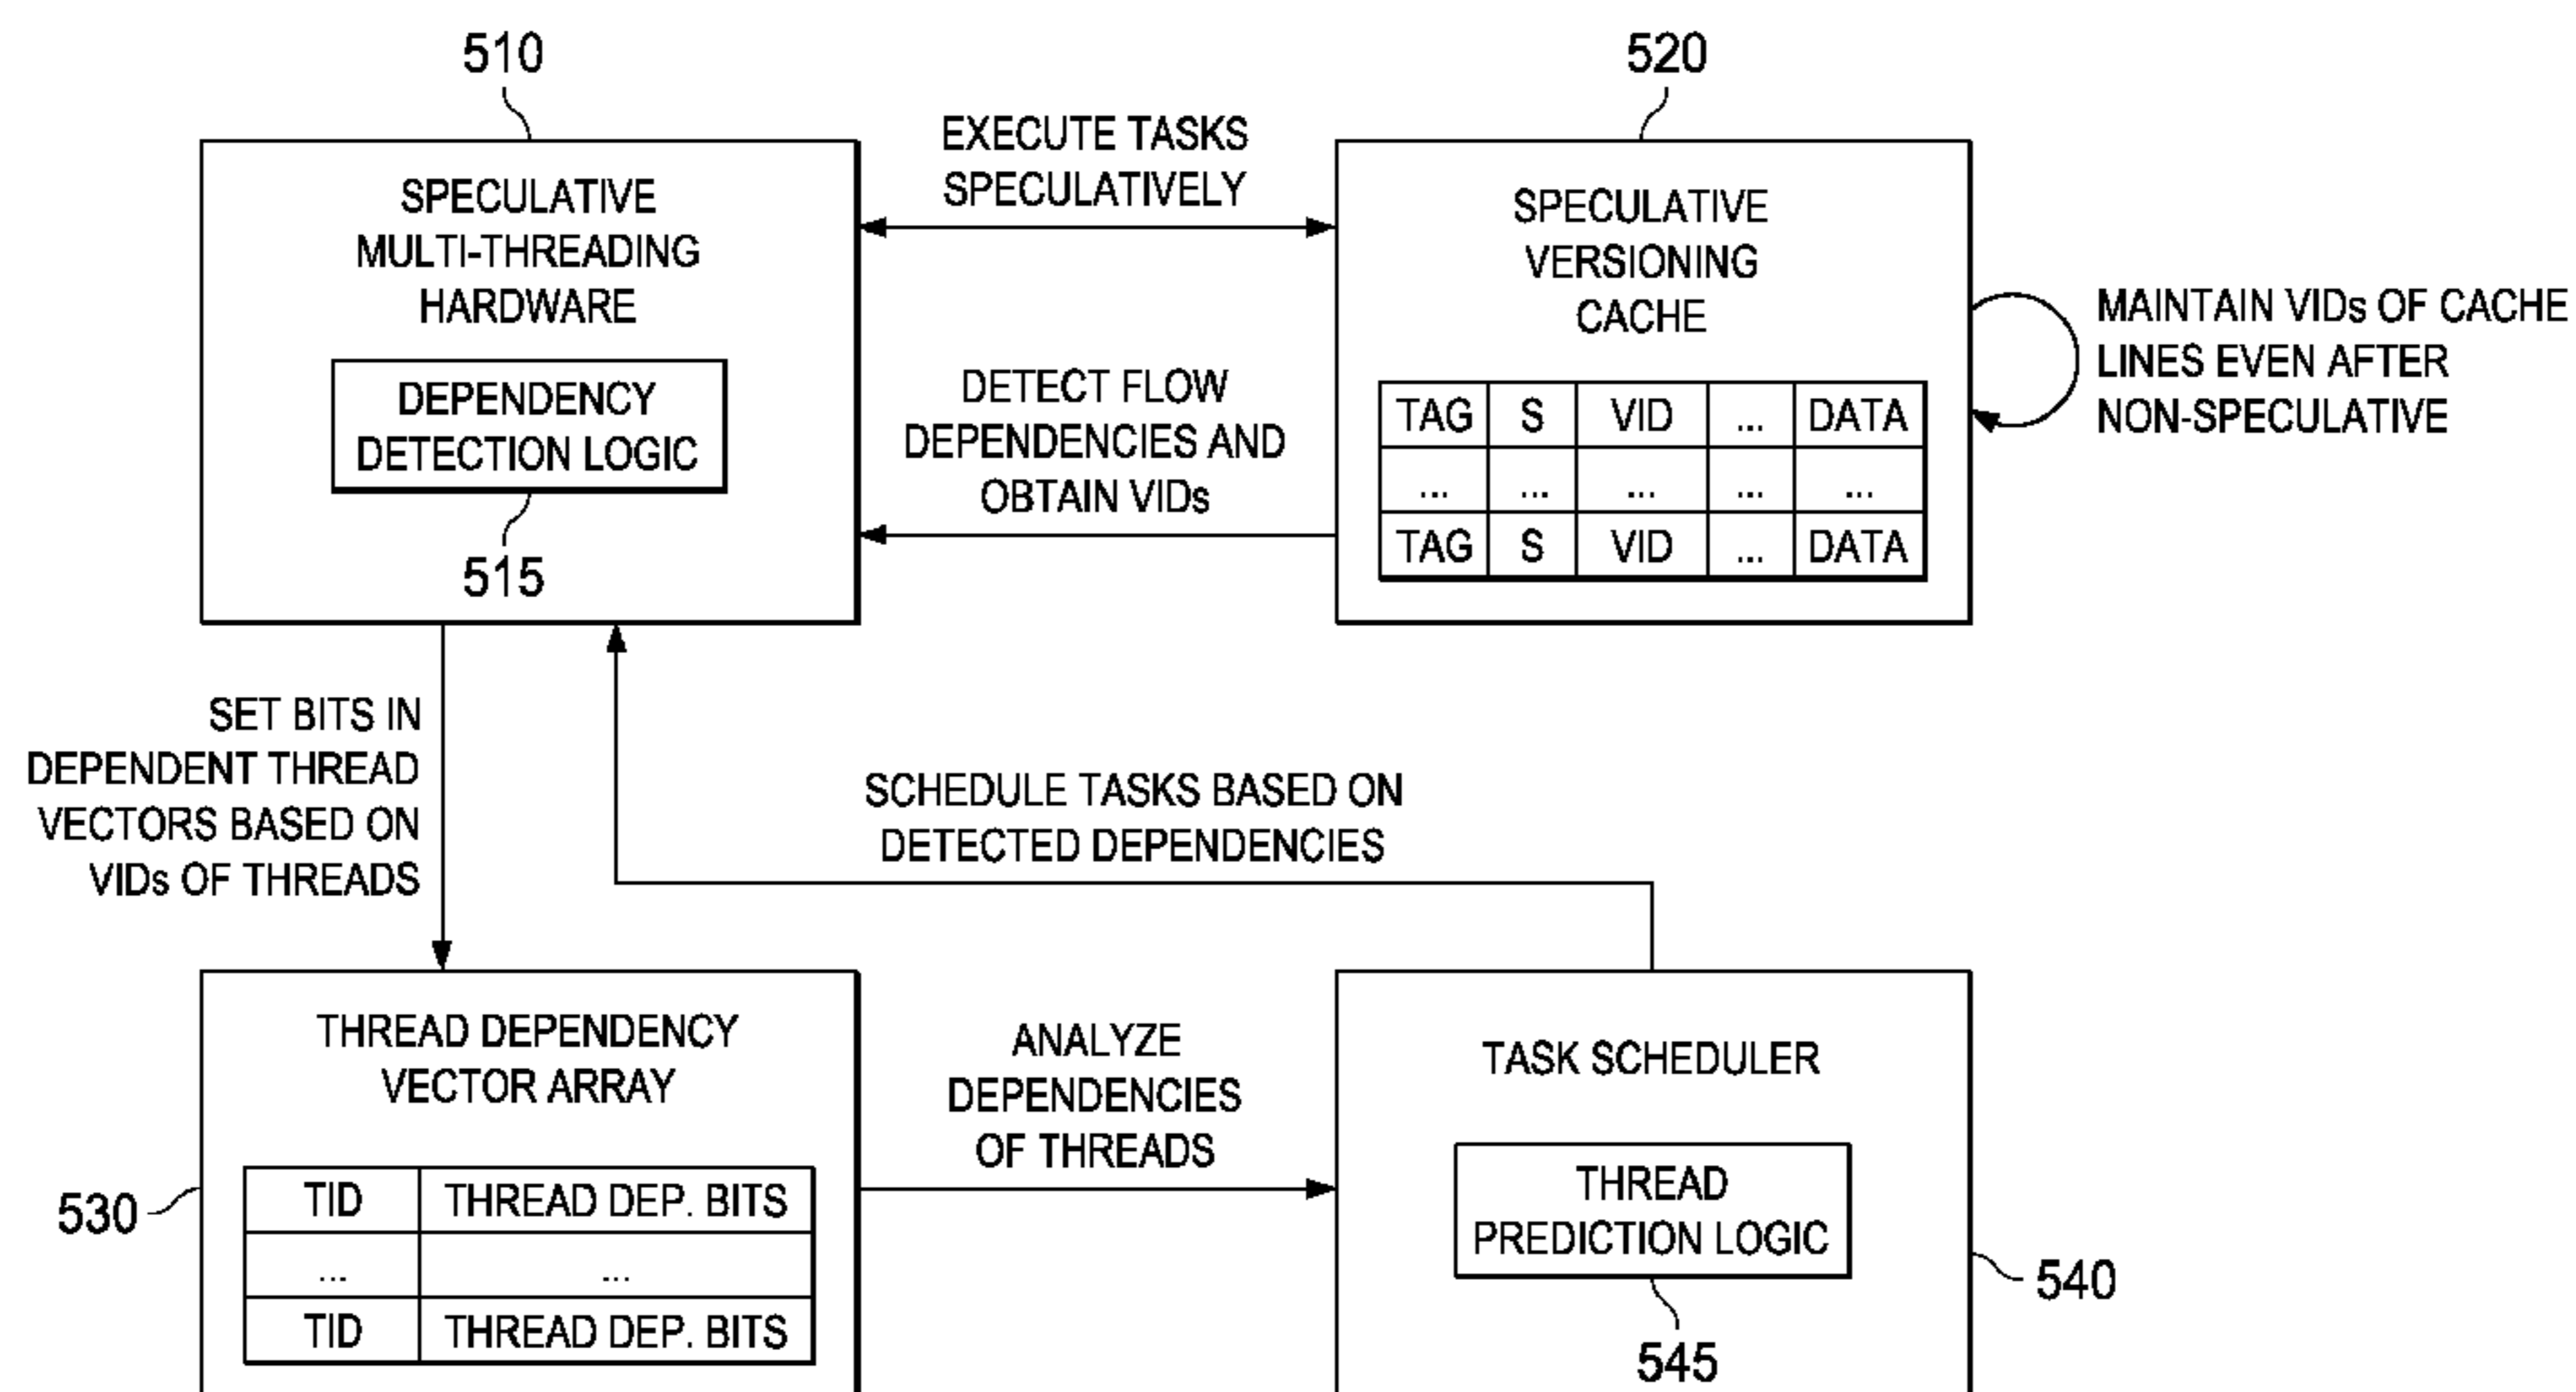 510
520
SPECULATIVE
MULTI-THREADING
HARDWARE
DEPENDENCY
DETECTION LOGIC
515
EXECUTE TASKS
SPECULATIVELY
DETECT FLOW
DEPENDENCIES AND
OBTAIN VIDs
SPECULATIVE
VERSIONING
CACHE
TAG S VID ... DATA
... ... ... ... ...
TAG S VID ... DATA
MAINTAIN VIDs OF CACHE
LINES EVEN AFTER
NON-SPECULATIVE
SET BITS IN
DEPENDENT THREAD
VECTORS BASED ON
VIDs OF THREADS
SCHEDULE TASKS BASED ON
DETECTED DEPENDENCIES
THREAD DEPENDENCY
VECTOR ARRAY
530
TID THREAD DEP. BITS
... ...
TID THREAD DEP. BITS
ANALYZE
DEPENDENCIES
OF THREADS
TASK SCHEDULER
THREAD
PREDICTION LOGIC
540
545